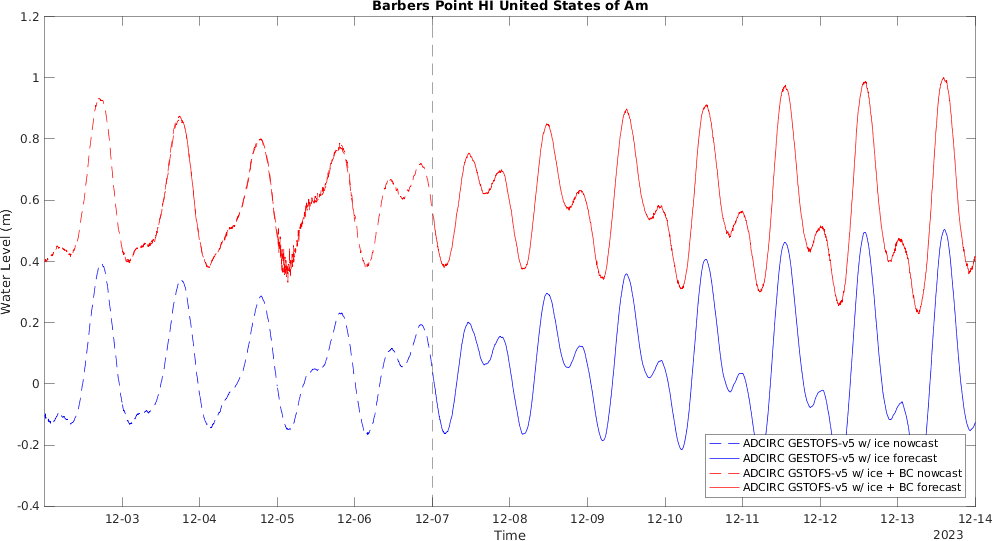 Barbers Point HI United States of Am
1.2
1
0.8
0.6
0.4
0.2
0
-0.2
-0.4
Water Level (m)
ADCIRC GESTOFS-v5 w/ ice nowcast
ADCIRC GESTOFS-v5 w/ ice forecast
ADCIRC GSTOFS-v5 w/ ice + BC nowcast
ADCIRC GSTOFS-v5 w/ ice + BC forecast
12-03 12-04 12-05 12-06 12-07 12-08 12-09 12-10 12-11 12-12 12-13 12-14
Time
2023